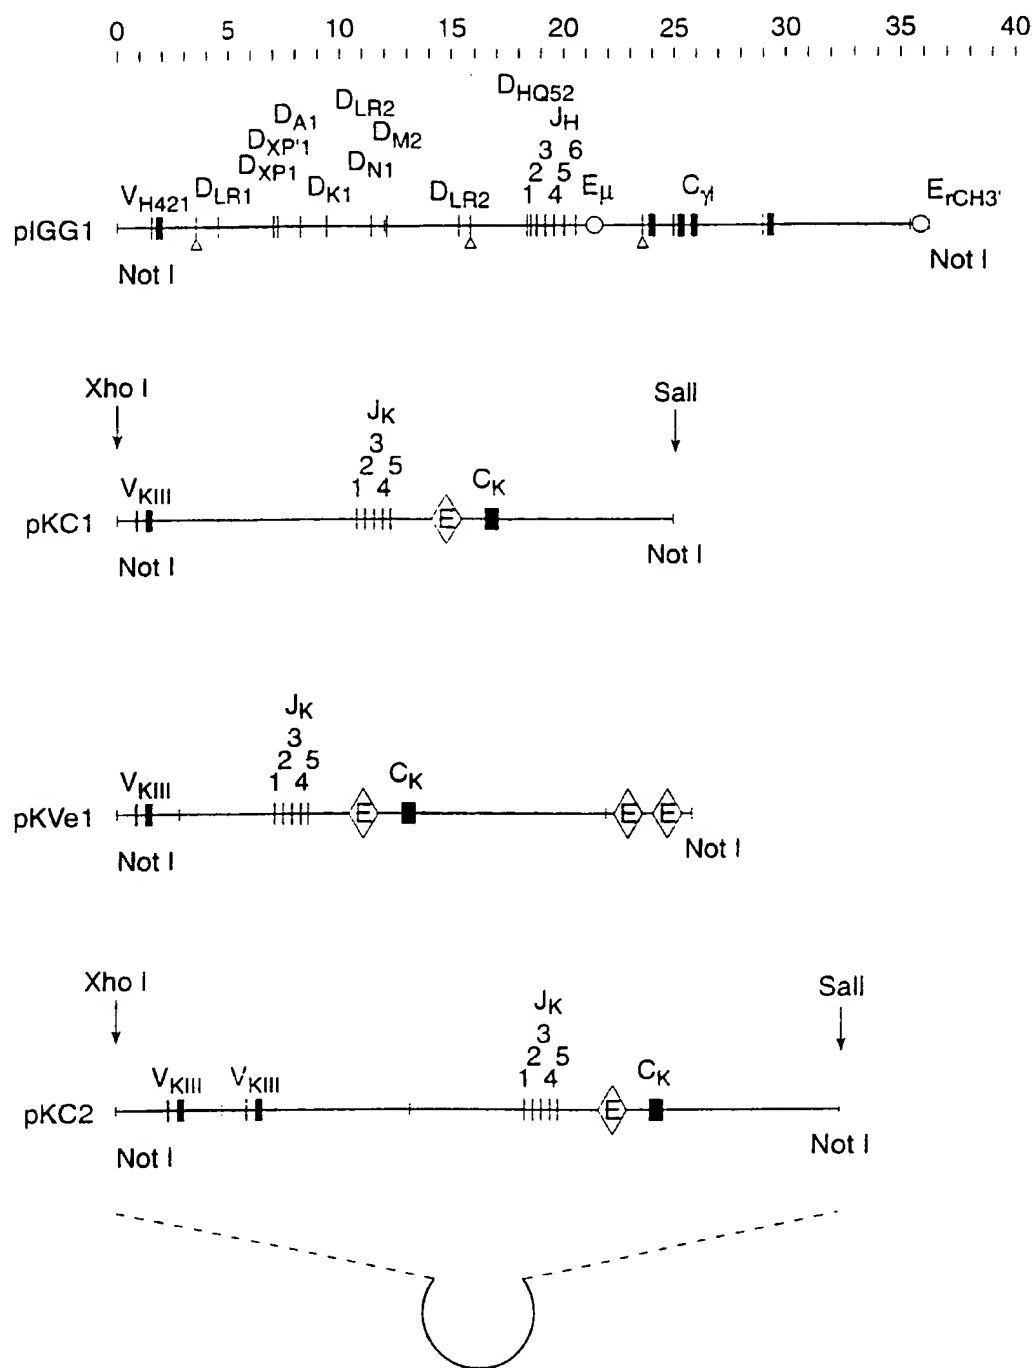 0 5 10 15 20 25 30 35 40
DHQ52
DLR2
DA1
JH
DM2
DXP'1
3 6
DN1
DXP1
2 5
VH421
DLR1
DK1
DLR2
1 4
Eμ
CγI
ErCH3'
pIGG1
Not I
Not I
Xho I
SalI
JK
3
2 5
1 4
VKIII
CK
E
pKC1
Not I
Not I
JK
3
2 5
1 4
VKIII
CK
E
E
E
pKVe1
Not I
Not I
Xho I
SalI
JK
3
2 5
1 4
VKIII
VKIII
CK
E
pKC2
Not I
Not I